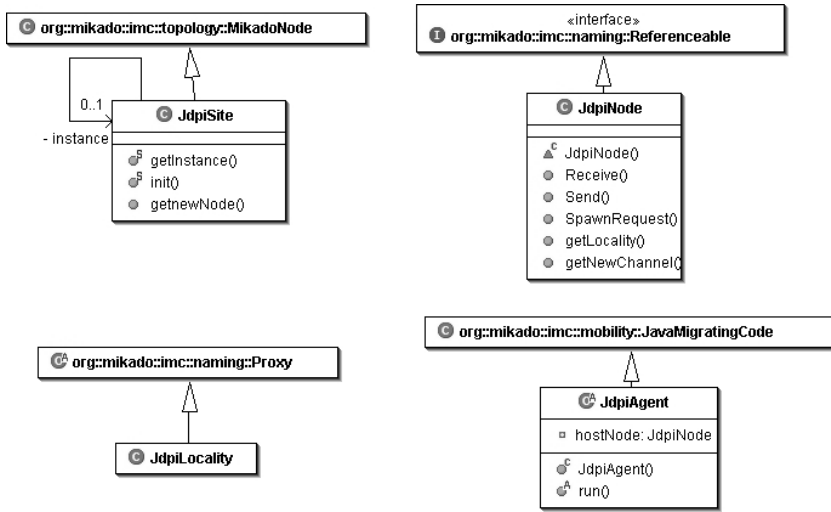 org::mikado::imc::topology::MikadoNode
0..1
- instance
JdpiSite
getInstance()
init()
getnewNode()
«interface»
org::mikado::imc::naming::Referenceable
JdpiNode
JdpiNode()
Receive()
Send()
SpawnRequest()
getLocality()
getNewChannel()
org::mikado::imc::naming::Proxy
JdpiLocality
org::mikado::imc::mobility::JavaMigratingCode
JdpiAgent
hostNode: JdpiNode
JdpiAgent()
run()